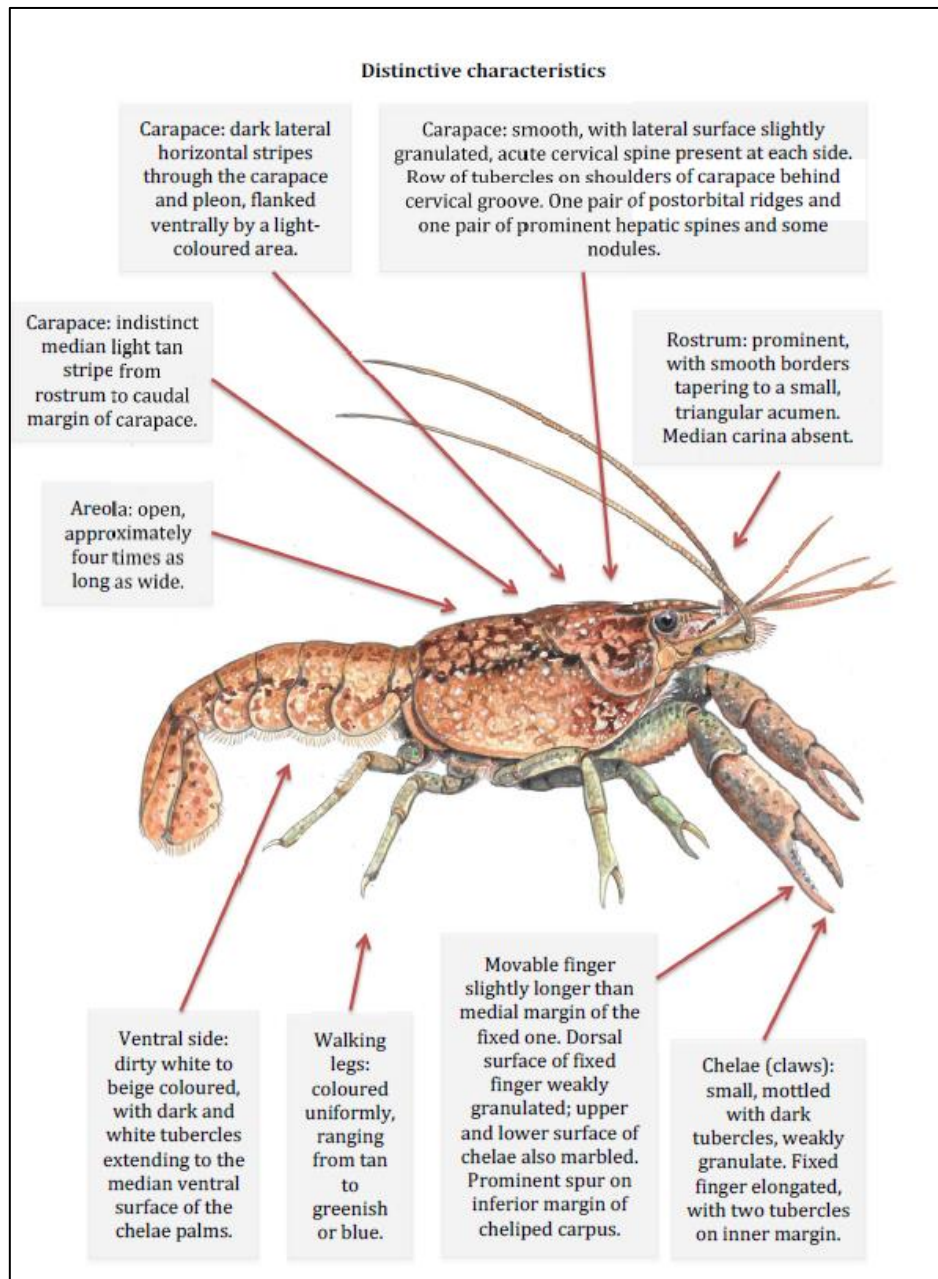 Distinctive characteristics
Carapace: dark lateral
horizontal stripes
through the carapace
and pleon, flanked
ventrally by a light-
coloured area.
Carapace: smooth, with lateral surface slightly
granulated, acute cervical spine present at each side.
Row of tubercles on shoulders of carapace behind
cervical groove. One pair of postorbital ridges and
one pair of prominent hepatic spines and some
nodules.
Carapace: indistinct
median light tan
stripe from
rostrum to caudal
margin of carapace.
Rostrum: prominent,
with smooth borders
tapering to a small,
triangular acumen.
Median carina absent.
Areola: open,
approximately
four times as
long as wide.
Ventral side:
dirty white to
beige coloured,
with dark and
white tubercles
extending to the
median ventral
surface of the
chelae palms.
Walking
legs:
coloured
uniformly,
ranging
from tan
to
greenish
or blue.
Movable finger
slightly longer than
medial margin of the
fixed one. Dorsal
surface of fixed
finger weakly
granulated; upper
and lower surface of
chelae also marbled.
Prominent spur on
inferior margin of
cheliped carpus.
Chelae (claws):
small, mottled
with dark
tubercles, weakly
granulate. Fixed
finger elongated,
with two tubercles
on inner margin.